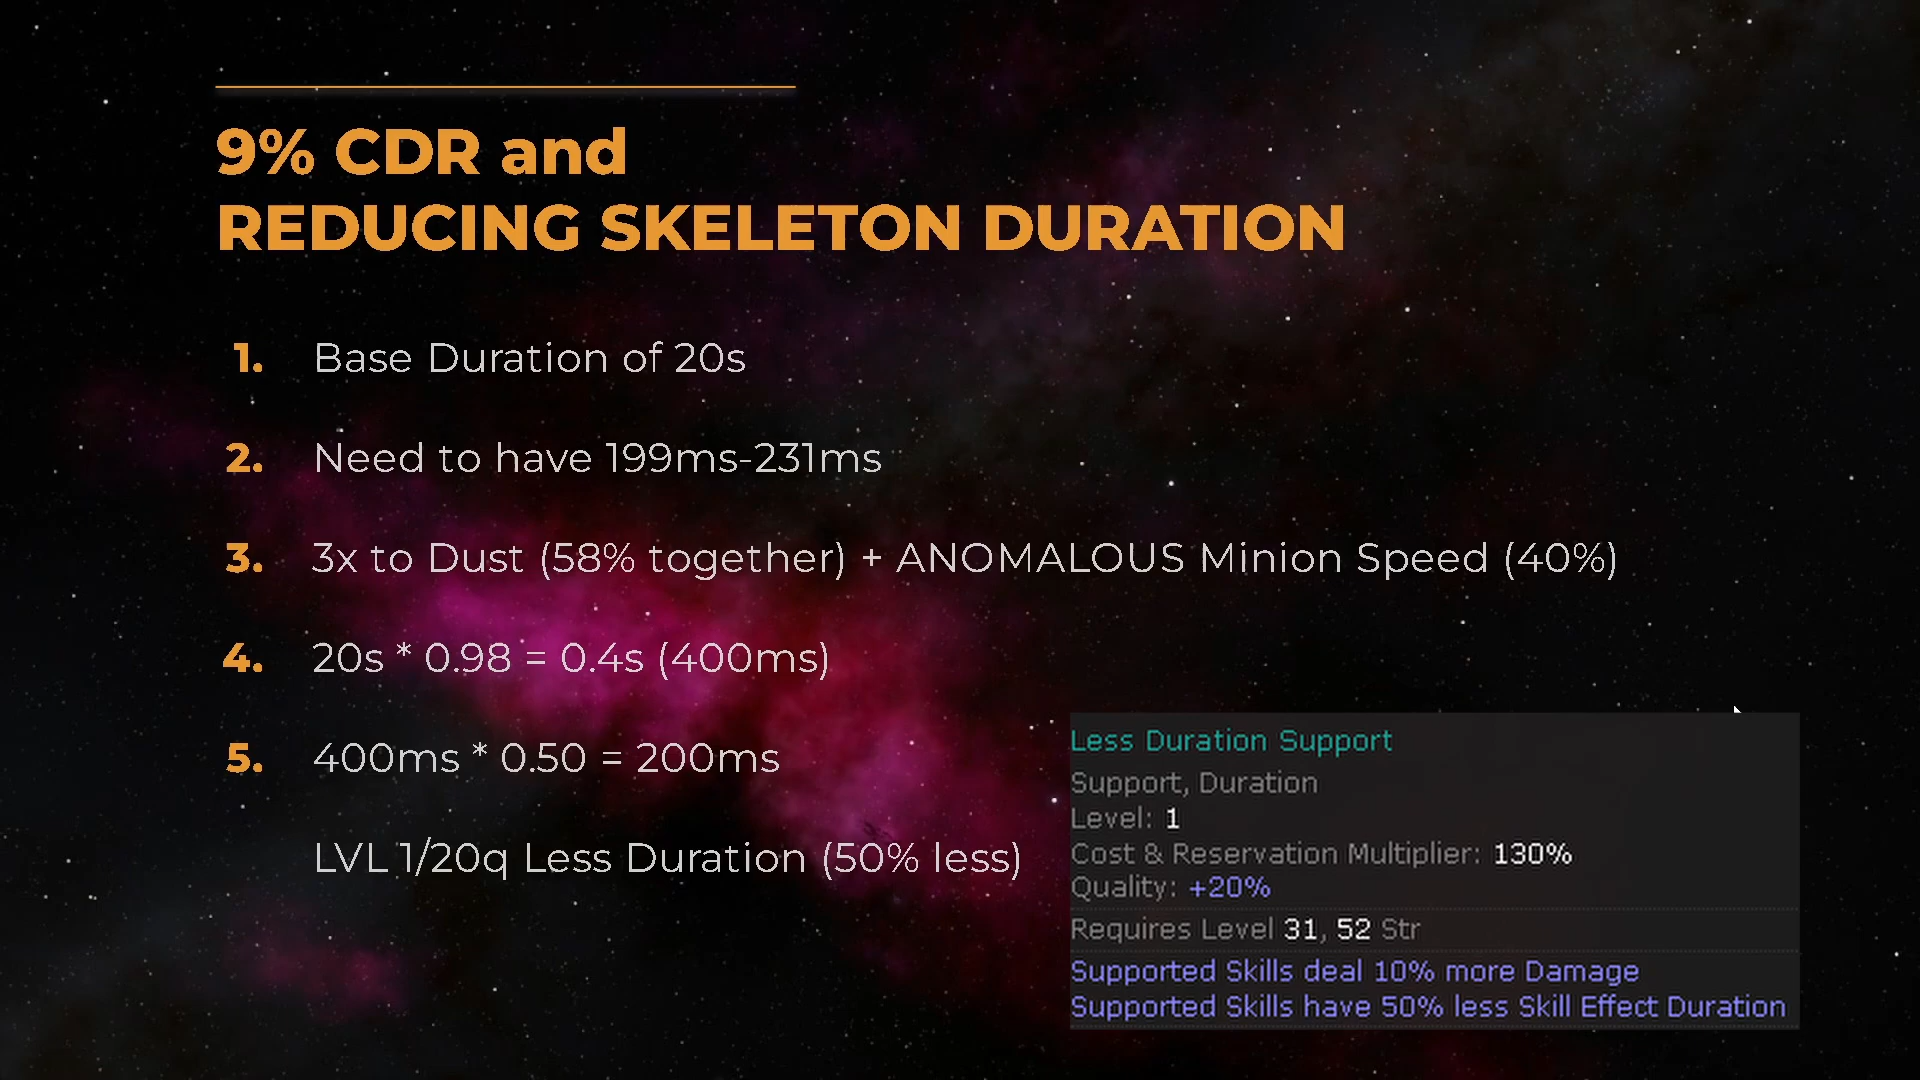 9% CDR and
REDUCING SKELETON DURATION
1. Base Duration of 20s
2. Need to have 199ms-231ms
3. 3x to Dust (58% together) + ANOMALOUS Minion Speed (40%)
4. 20s * 0.98 = 0.4s (400ms)
5. 400ms * 0.50 = 200ms
LVL 1/20q Less Duration (50% less)
Less Duration Support
Support, Duration
Level: 1
Cost & Reservation Multiplier: 130%
Quality: +20%
Requires Level 31, 52 Str
Supported Skills deal 10% more Damage
Supported Skills have 50% less Skill Effect Duration